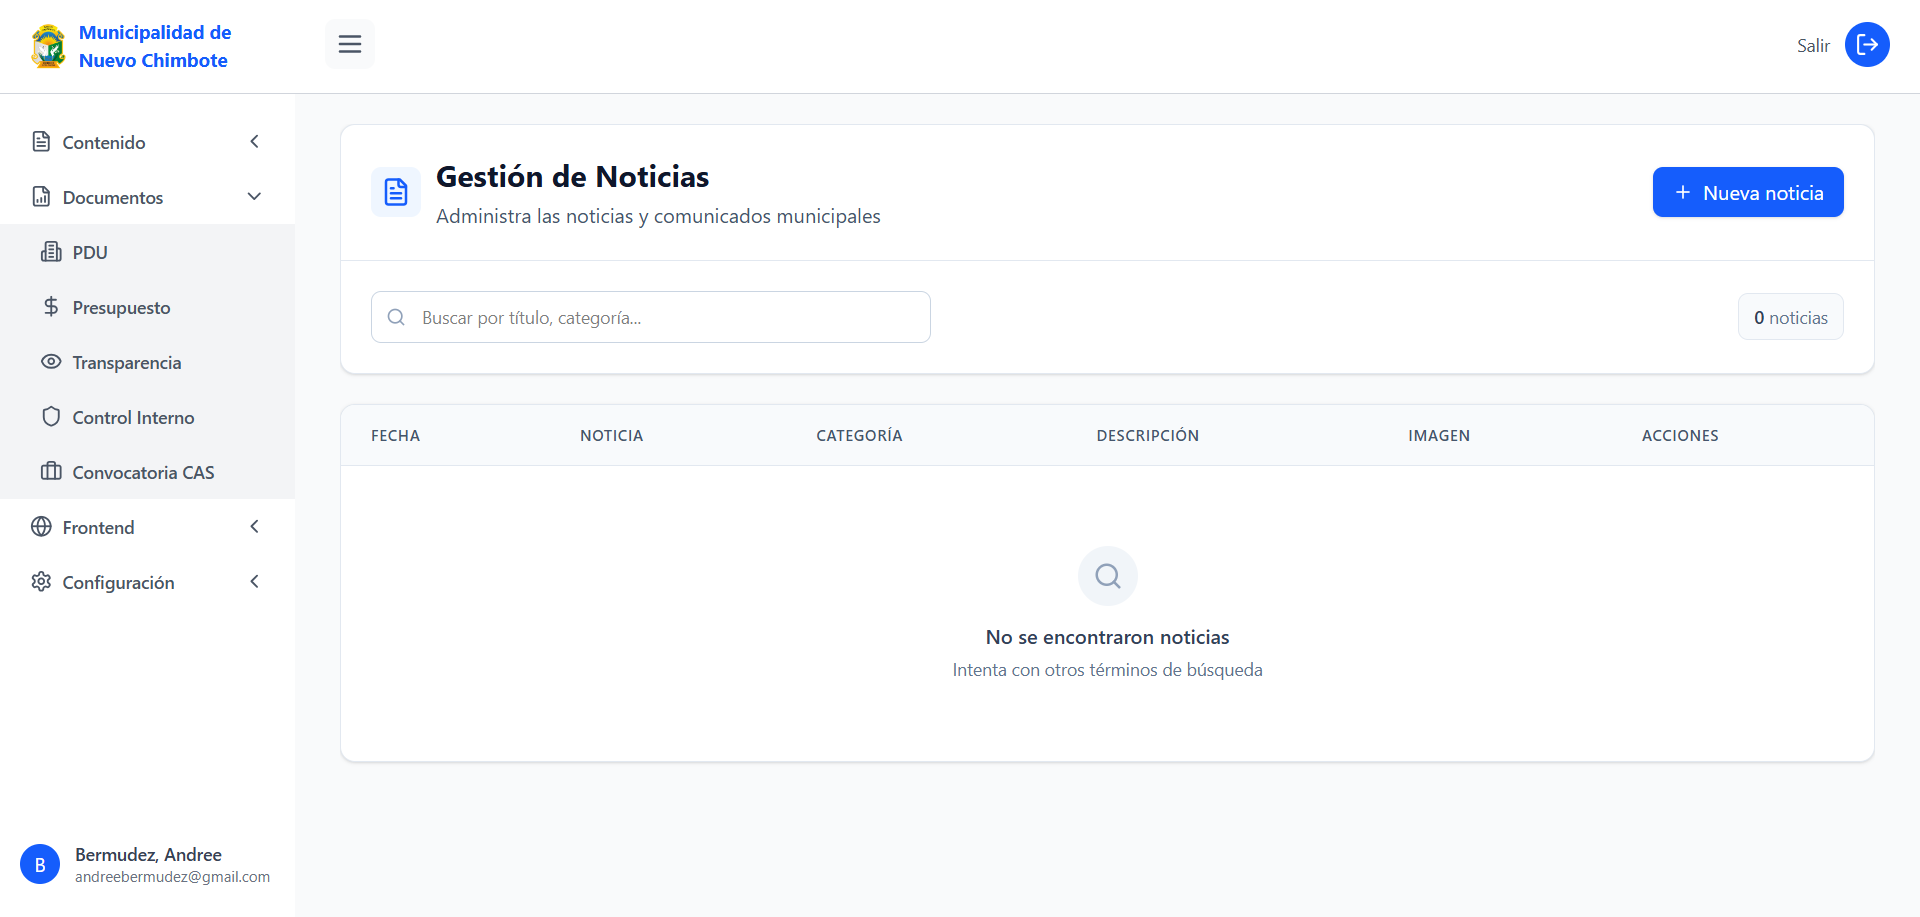 Municipalidad de
Nuevo Chimbote
Salir
Contenido
Documentos
PDU
Presupuesto
Transparencia
Control Interno
Convocatoria CAS
Frontend
Configuración
Bermudez, Andree
B
andreebermudez@gmail.com
Gestión de Noticias
Administra las noticias y comunicados municipales
+ Nueva noticia
Buscar por título, categoría...
0 noticias
FECHA NOTICIA CATEGORÍA DESCRIPCIÓN IMAGEN ACCIONES
No se encontraron noticias
Intenta con otros términos de búsqueda